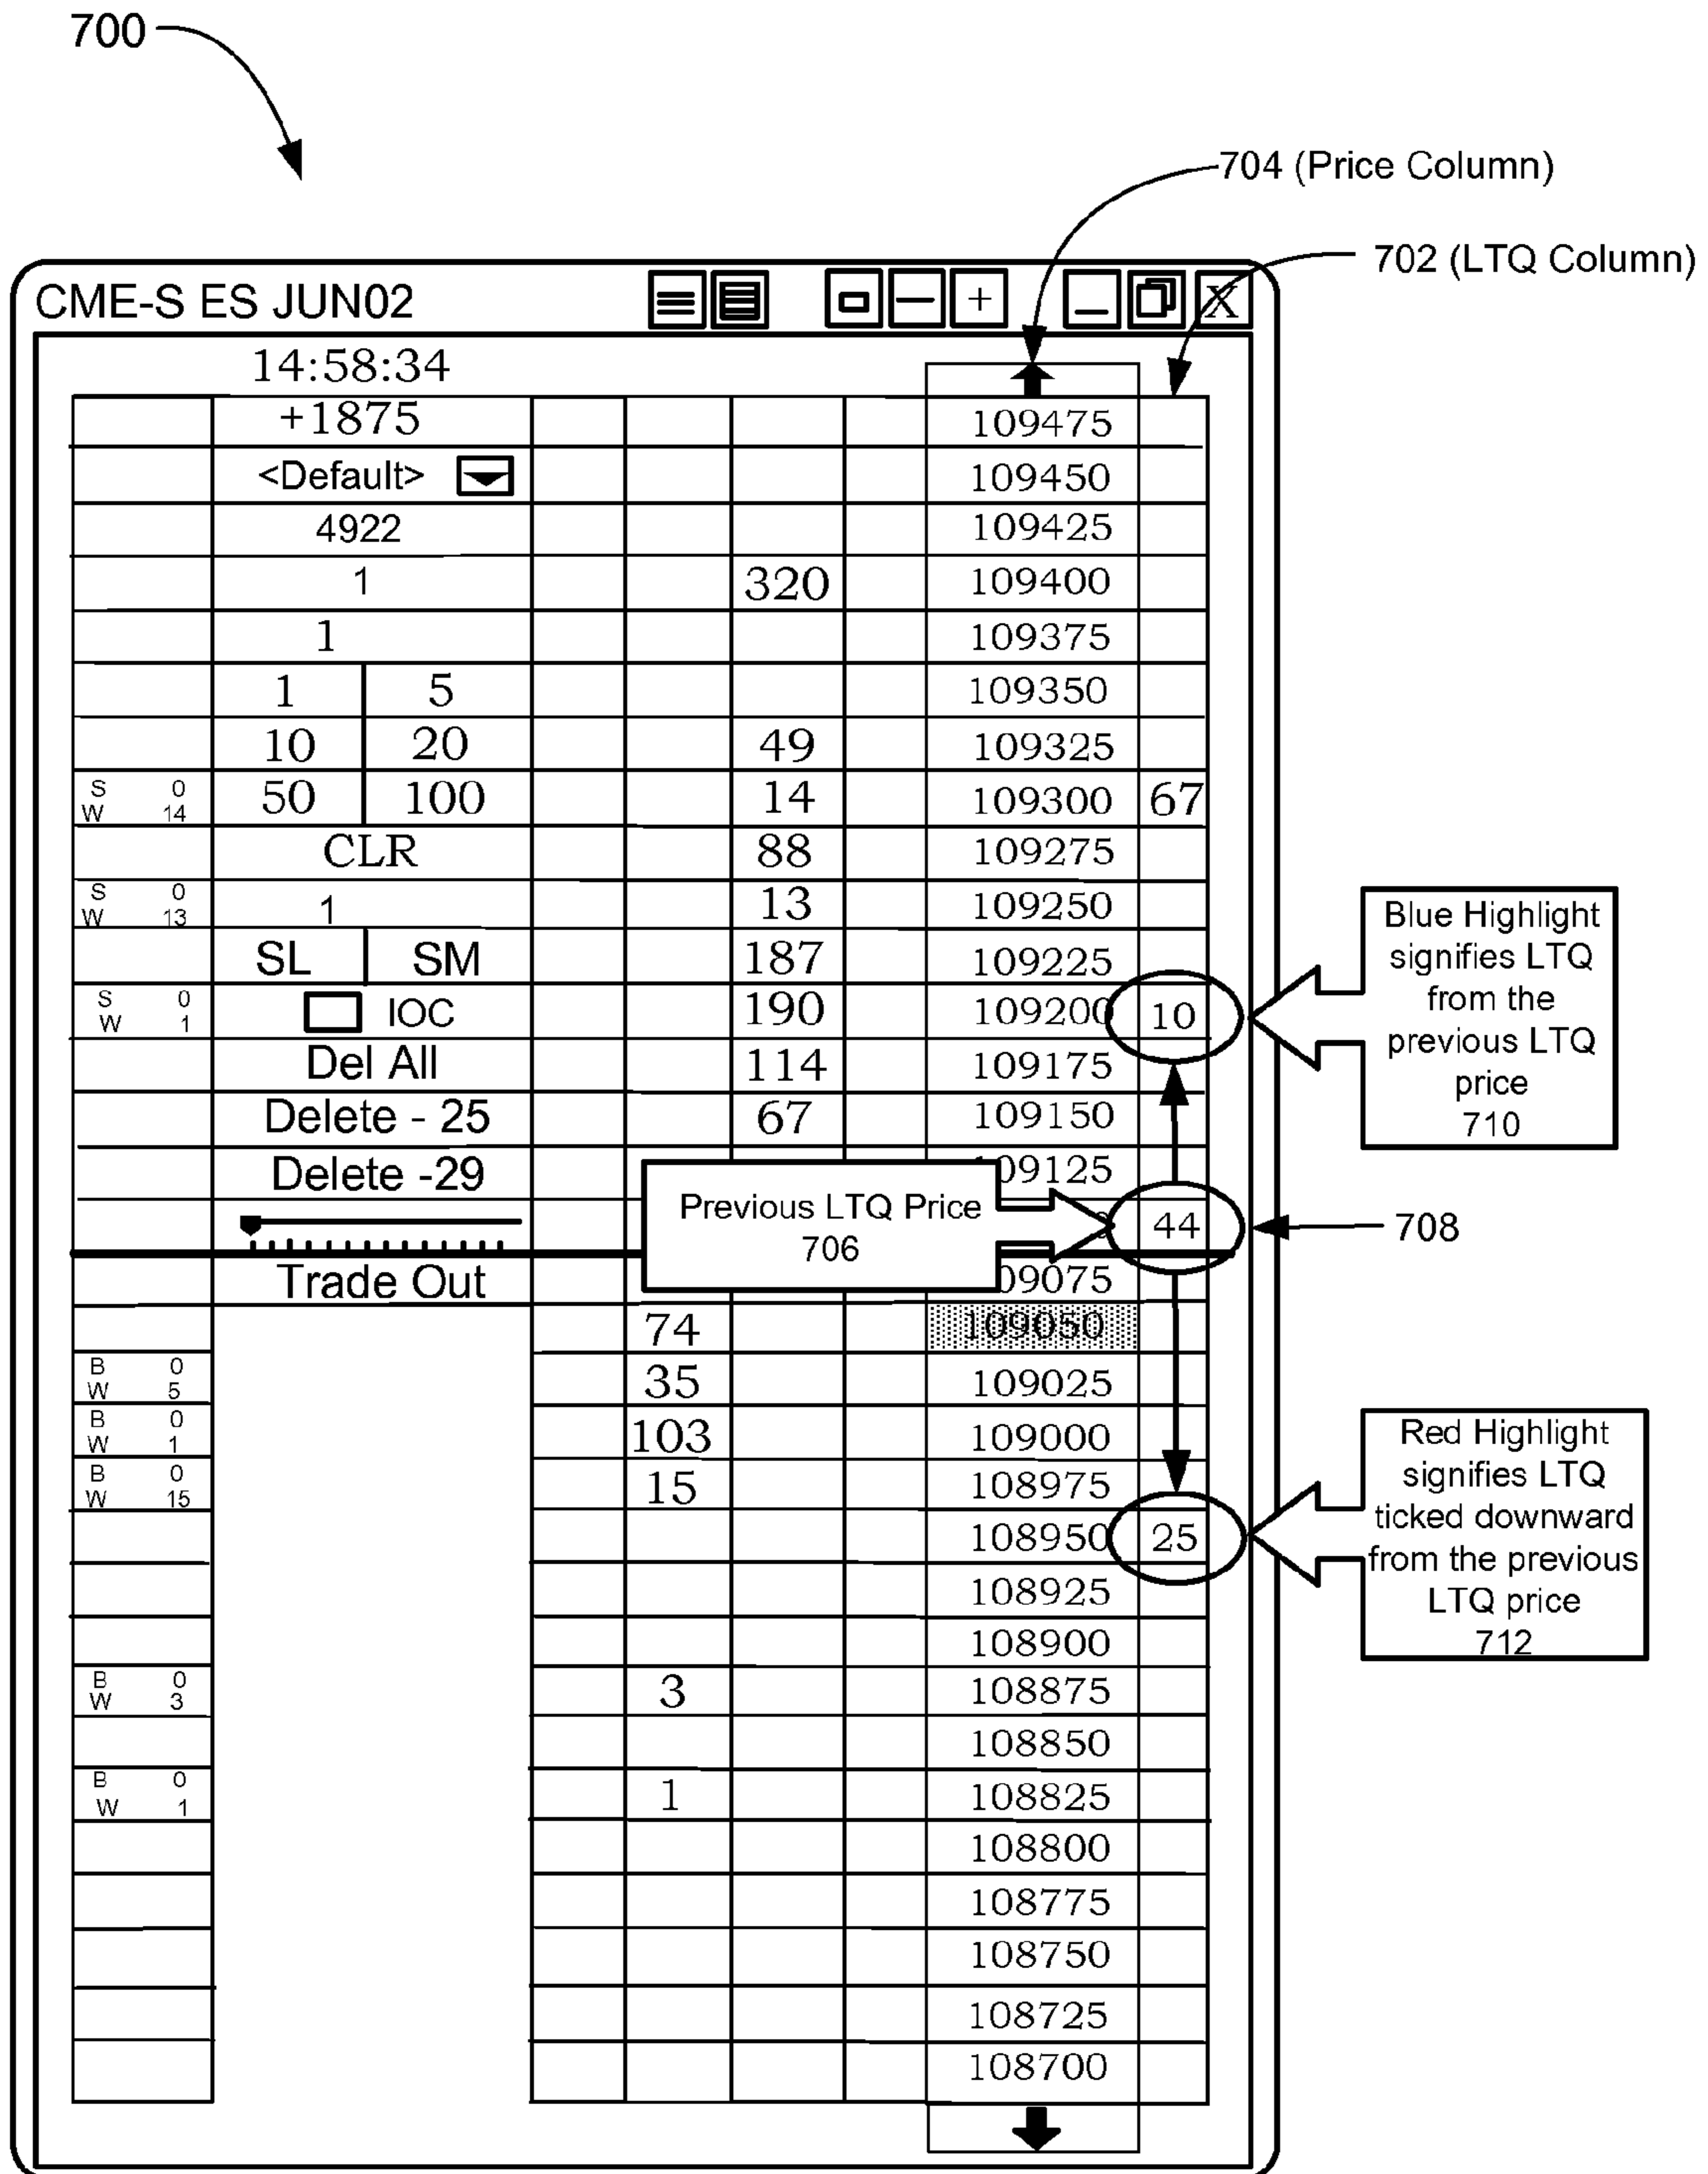 700
704 (Price Column)
702 (LTQ Column)
CME-S ES JUN02
X
14:58:34
+1875 109475
<Default> 109450
4922 109425
1 320 109400
1 109375
1 5 109350
10 20 49 109325
S 0
W 14
50 100 14 109300 67
CLR 88 109275
S 0
W 13
1 13 109250
SL SM 187 109225
S 0
W 1
IOC 190 109200 10
Del All 114 109175
Delete - 25 67 109150
Delete -29 09125
44
Trade Out 09075
Previous LTQ Price
706
708
Blue Highlight
signifies LTQ
from the
previous LTQ
price
710
74 109050
B 0
W 5
35 109025
B 0
W 1
103 109000
B 0
W 15
15 108975
108950 25
108925
108900
B 0
W 3
3 108875
108850
B 0
W 1
1 108825
108800
108775
108750
108725
108700
Red Highlight
signifies LTQ
ticked downward
from the previous
LTQ price
712